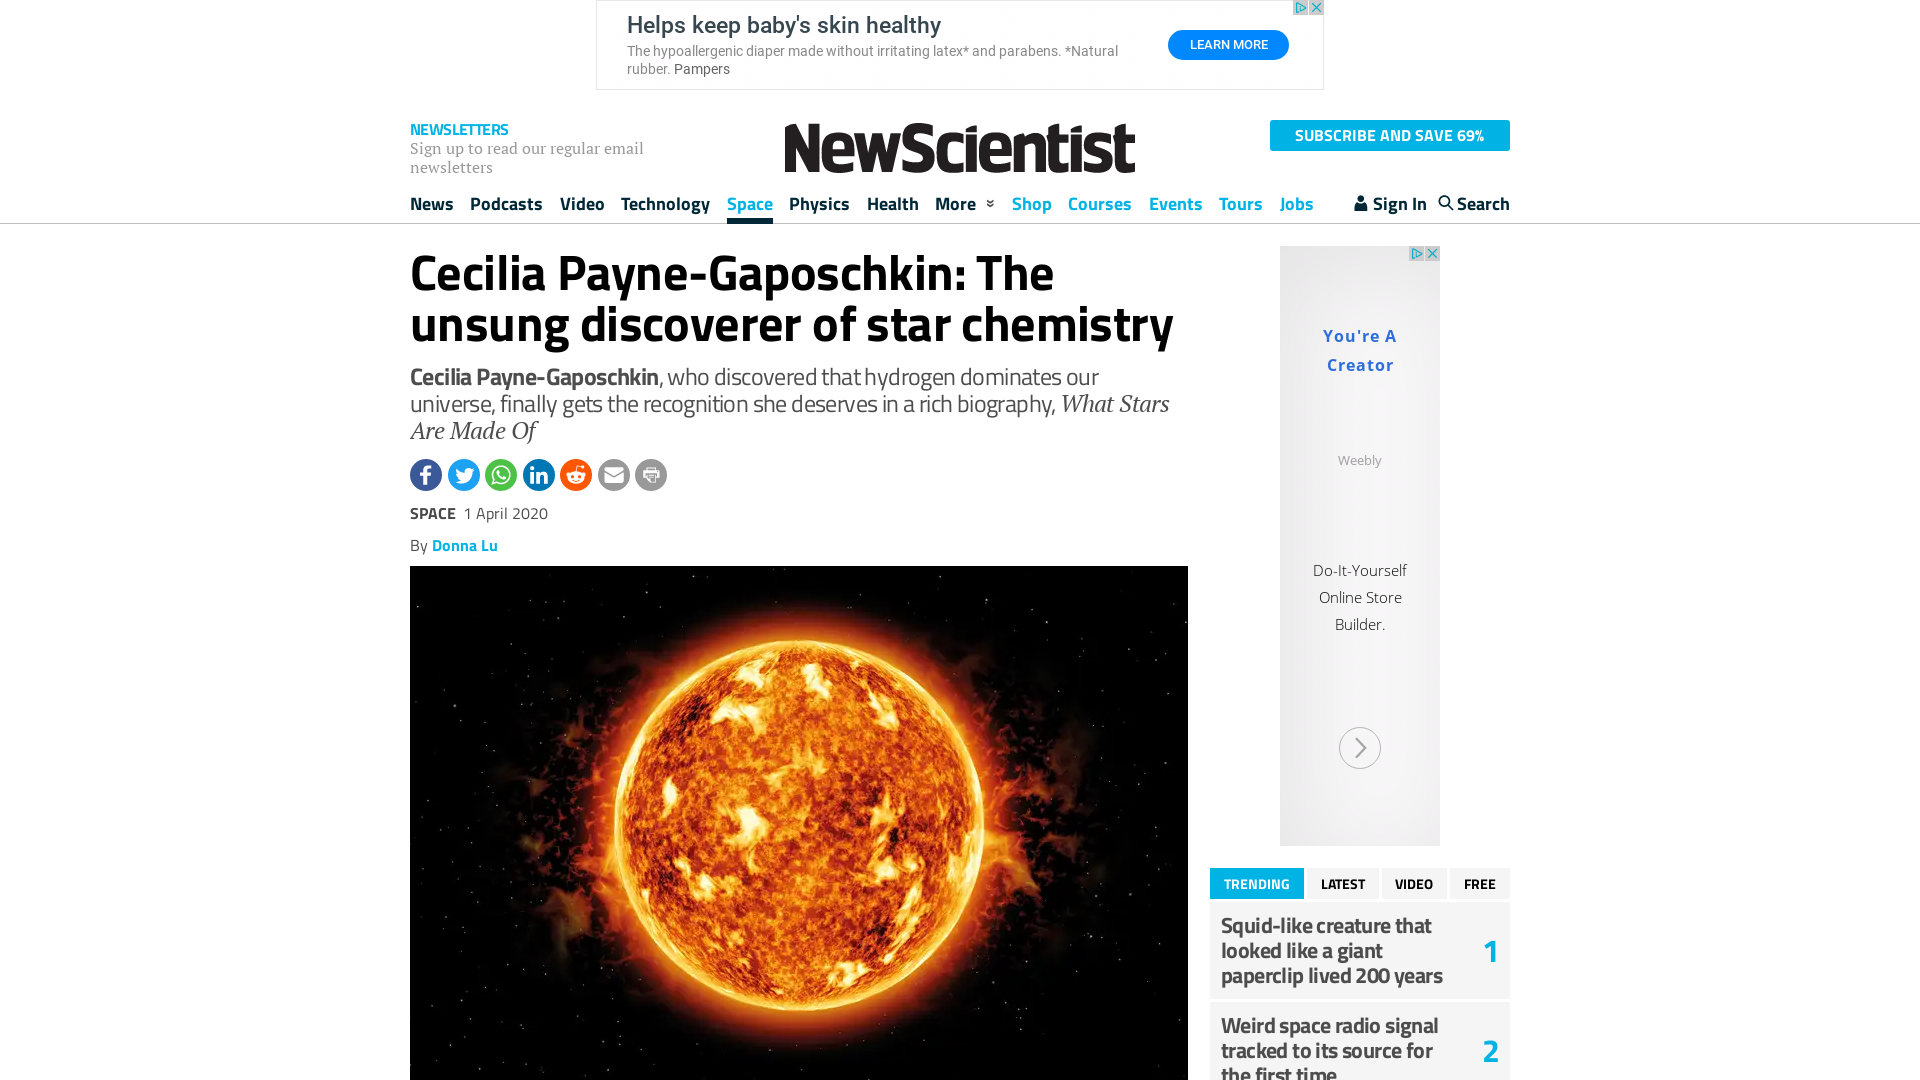 Helps keep baby's skin healthy
The hypoallergenic diaper made without irritating latex* and parabens. *Natural
rubber. Pampers
LEARN MORE
NEWSLETTERS
Sign up to read our regular email
newsletters
NewScientist
SUBSCRIBE AND SAVE 69%
News Podcasts Video Technology Space Physics Health More Shop Courses Events Tours Jobs Sign In Search
Cecilia Payne-Gaposchkin: The
unsung discoverer of star chemistry
Cecilia Payne-Gaposchkin, who discovered that hydrogen dominates our
universe, finally gets the recognition she deserves in a rich biography, What Stars
Are Made Of
SPACE 1 April 2020
By Donna Lu
You're A
Creator
Weebly
Do-It-Yourself
Online Store
Builder.
TRENDING LATEST VIDEO FREE
Squid-like creature that
looked like a giant
paperclip lived 200 years
1
Weird space radio signal
tracked to its source for
the first time
2